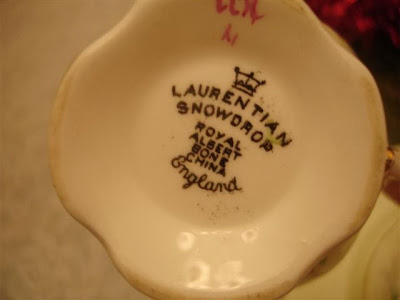 LAURENTIAN
SNOWDROP
ROYAL
ALBERT
BONE
CHINA
England